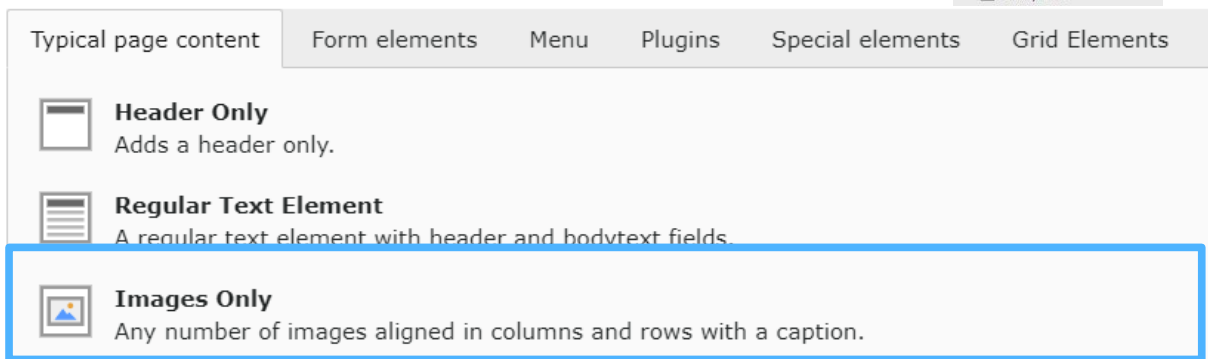 Typical page content Form elements Menu Plugins Special elements Grid Elements
Header Only
Adds a header only.
Regular Text Element
A regular text element with header and bodytext fields.
Images Only
Any number of images aligned in columns and rows with a caption.